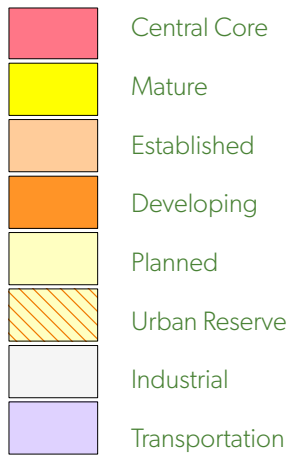 Central Core
Mature
Established
Developing
Planned
Urban Reserve
Industrial
Transportation